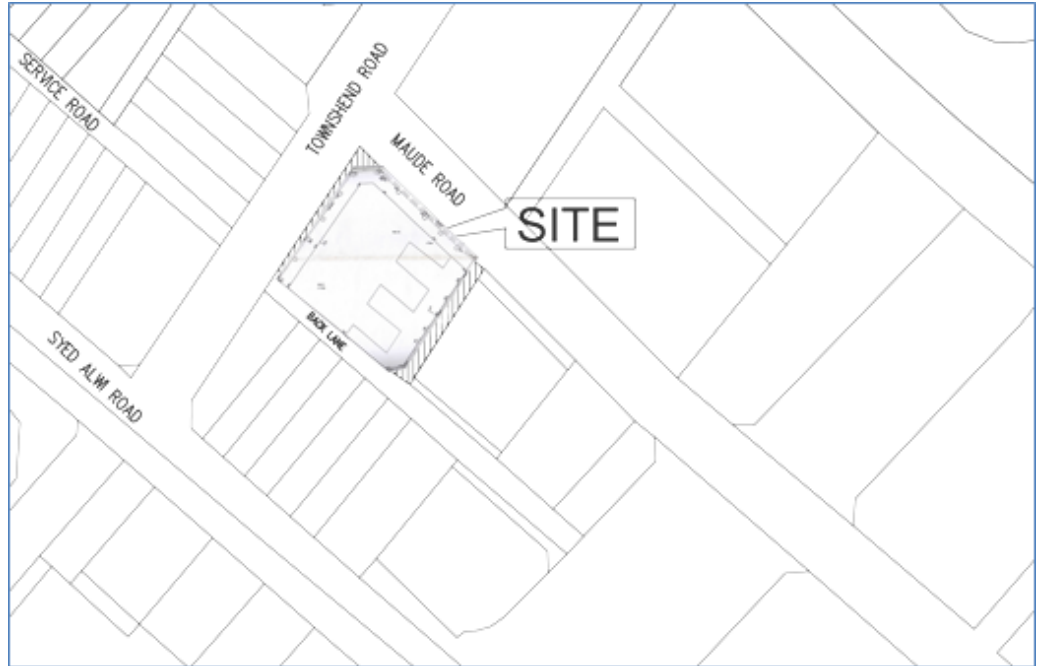 SERVICE ROAD
TOWNSHEND ROAD
MAUDE ROAD
SITE
BACK LANE
SYED ALWI ROAD